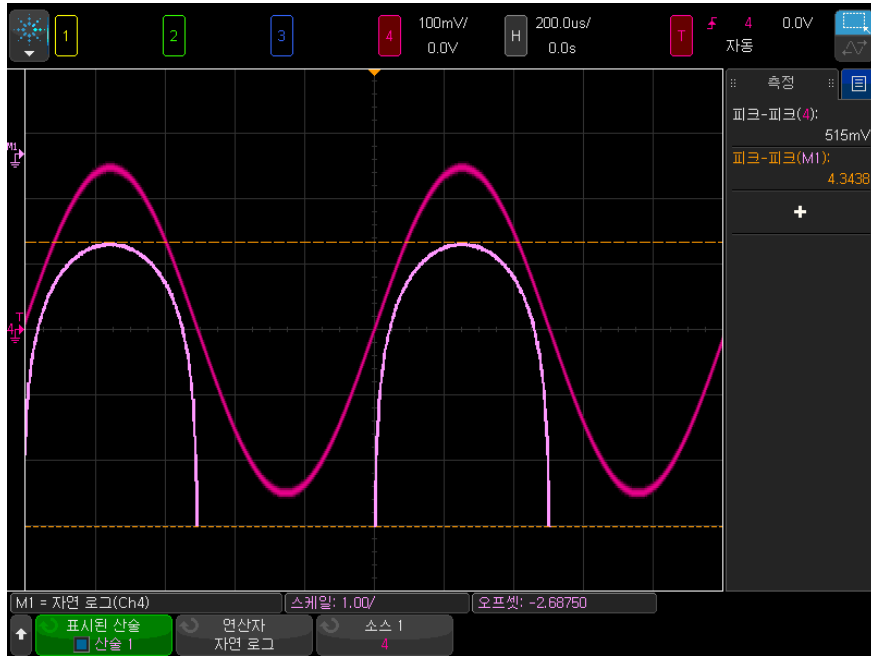 1 2 3 4 100mV/ H 200.0us/ T 4 0.0V
0.0V 0.0s 자동
측정
피크-피크(4):
515mV
피크-피크(M1):
4.3438
+
M1
T
4
M1 = 자연 로그(Ch4) 스케일: 1.00/ 오프셋: -2.68750
표시된 산술 연산자 소스 1
산술 1 자연 로그 4